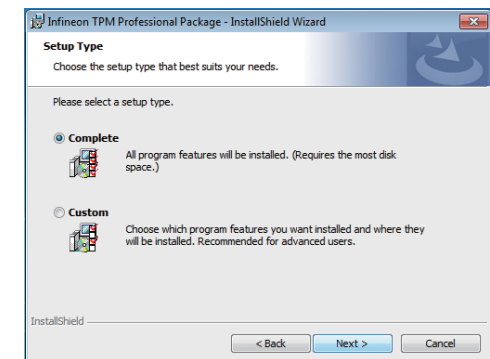 Infineon TPM Professional Package - InstallShield Wizard
Setup Type
Choose the setup type that best suits your needs.
Please select a setup type.
Complete
All program features will be installed. (Requires the most disk
space.)
Custom
Choose which program features you want installed and where they
will be installed. Recommended for advanced users.
InstallShield
< Back Next > Cancel